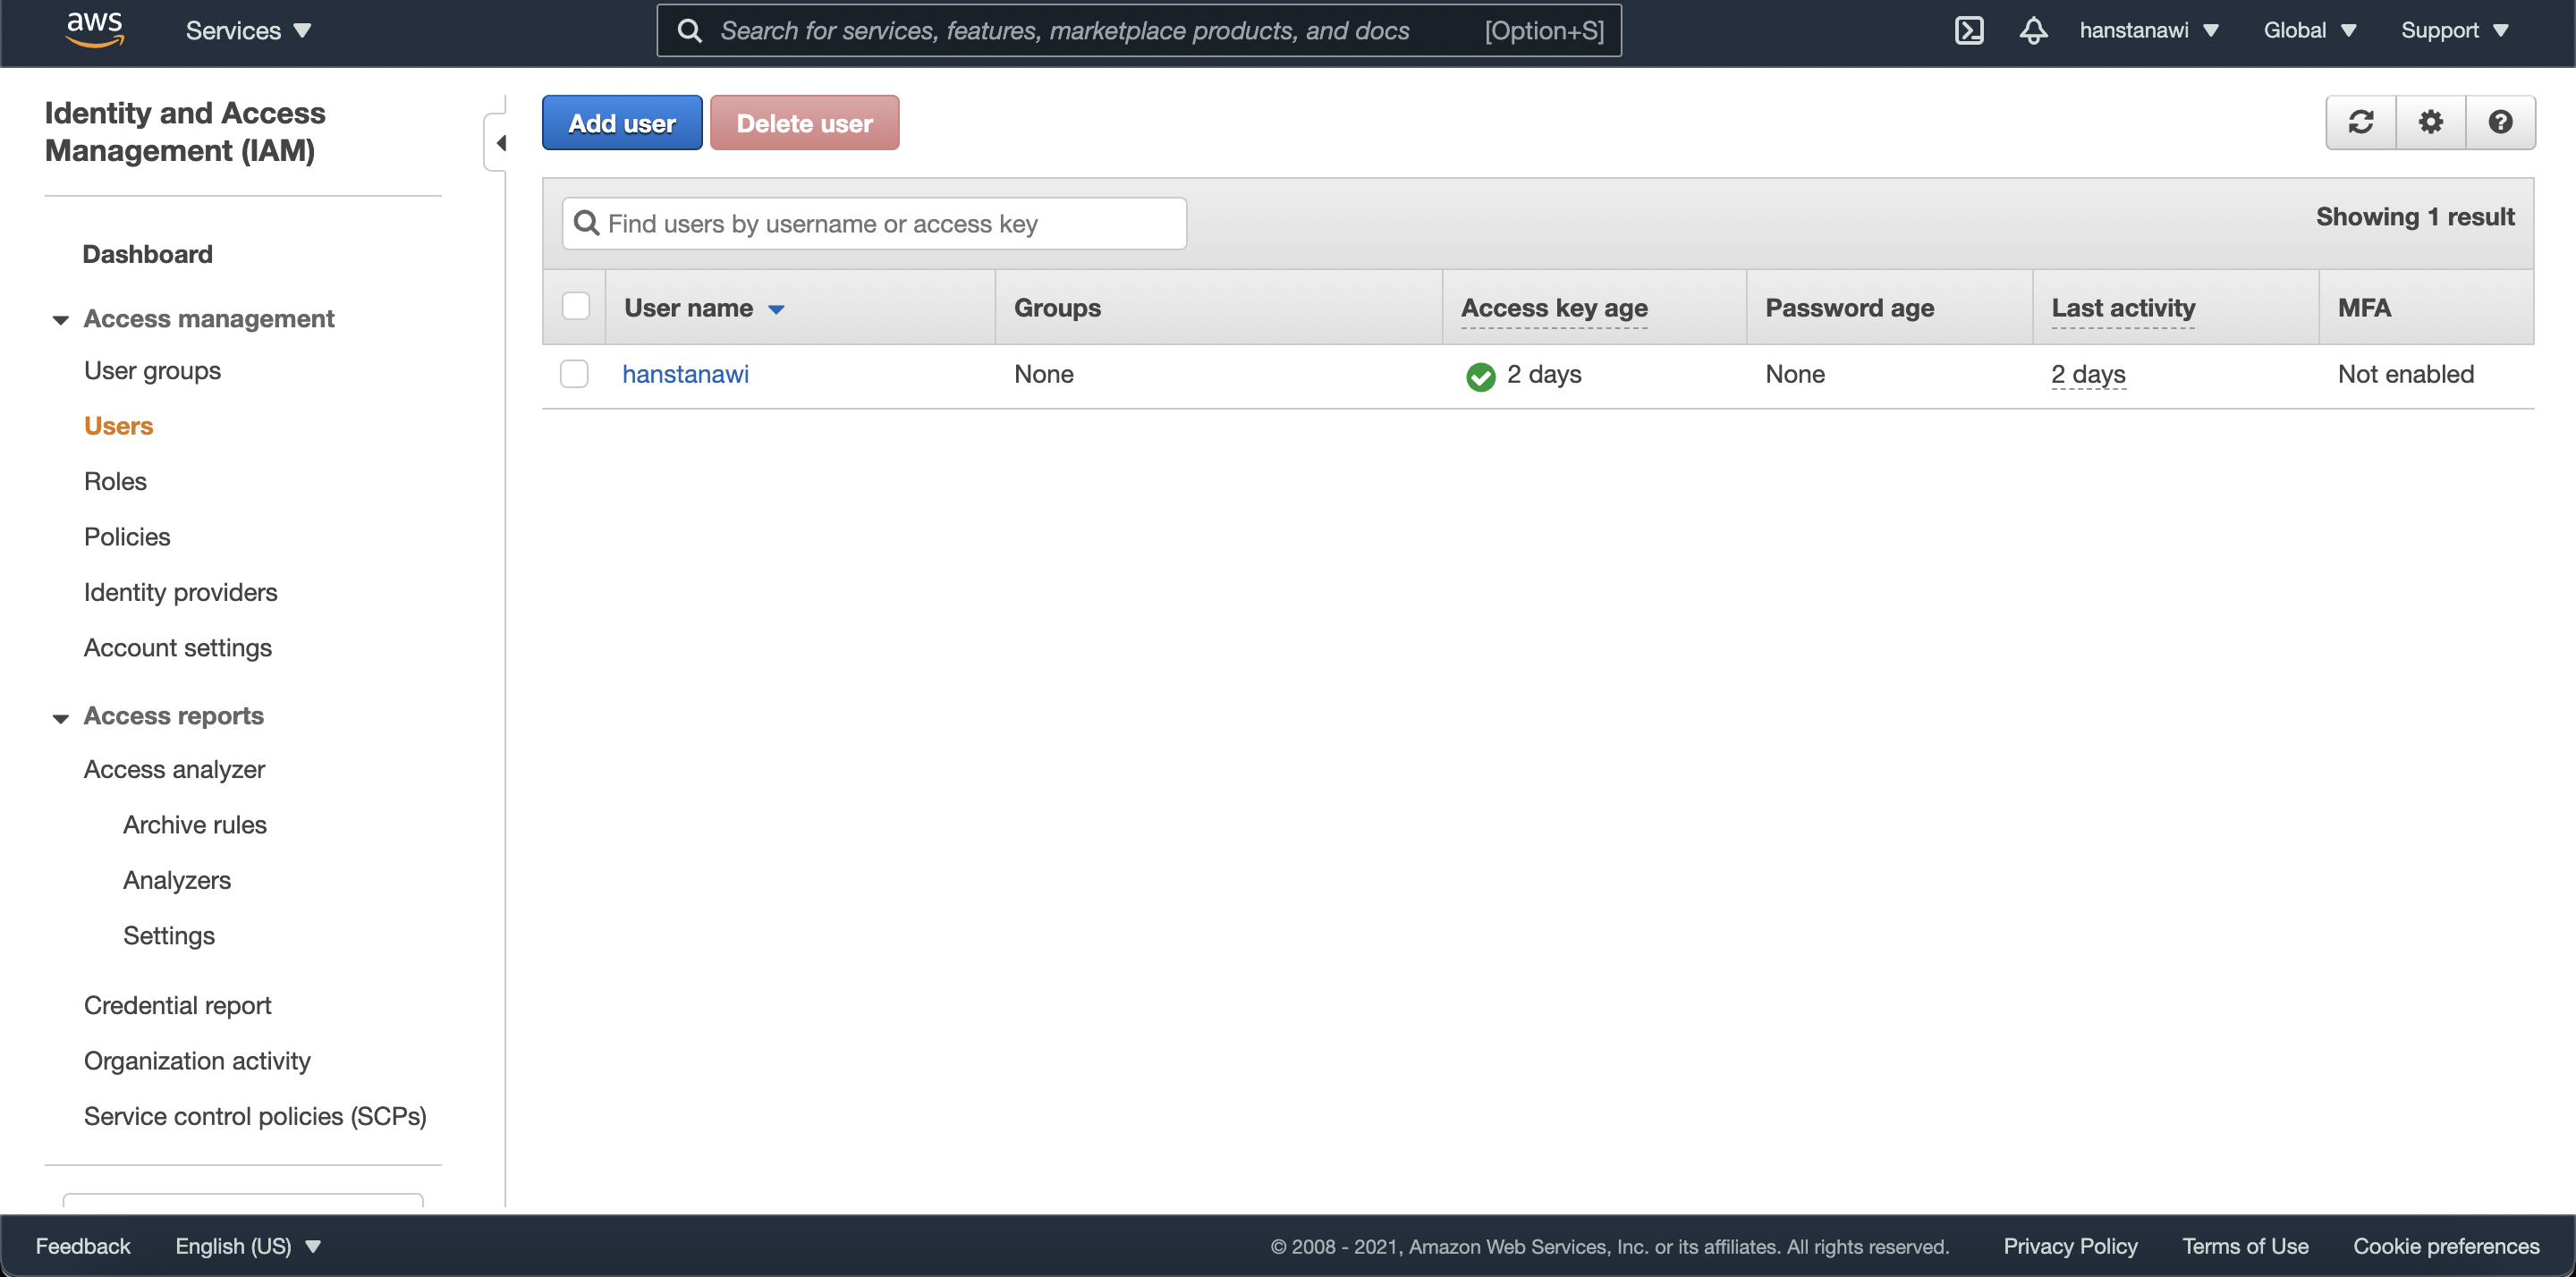 aws
Services
Search for services, features, marketplace products, and docs
[Option+S]
hanstanawi
Global
Support
Identity and Access
Management (IAM)
Dashboard
Access management
User groups
Users
Roles
Policies
Identity providers
Account settings
Access reports
Access analyzer
Archive rules
Analyzers
Settings
Credential report
Organization activity
Service control policies (SCPs)
Add user
Delete user
Find users by username or access key
Showing 1 result
User name
Groups
Access key age
Password age
Last activity
MFA
hanstanawi
None
2 days
None
2 days
Not enabled
Feedback
English (US)
© 2008 - 2021, Amazon Web Services, Inc. or its affiliates. All rights reserved.
Privacy Policy
Terms of Use
Cookie preferences